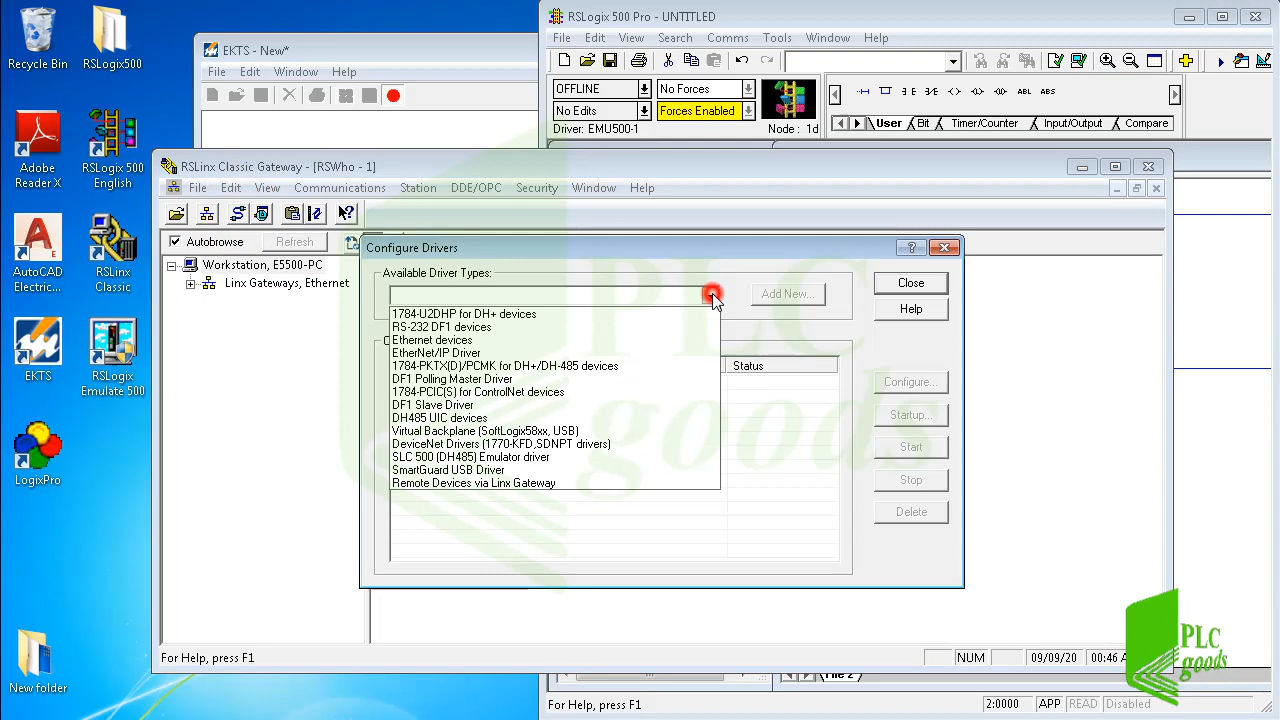 Recycle Bin
RSLogix500
Adobe
Reader X
RSLogix 500
English
AutoCAD
Electric...
RSLinx
Classic
EKTS
RSLogix
Emulate 500
LogixPro
New folder
EKTS - New*
File Edit Window Help
RSLogix 500 Pro - UNTITLED
File Edit View Search Comms Tools Window Help
OFFLINE No Forces
No Edits Forces Enabled
Driver: EMU500-1 Node : 1d
ABL ABS
User Bit Timer/Counter Input/Output Compare
RSLinx Classic Gateway - [RSWho - 1]
File Edit View Communications Station DDE/OPC Security Window Help
Autobrowse Refresh
Workstation, E5500-PC
Linx Gateways, Ethernet
Configure Drivers
Available Driver Types:
Add New...
Close
Help
1784-U2DHP for DH+ devices
RS-232 DF1 devices
Ethernet devices
EtherNet/IP Driver
1784-PKTX(D)/PCMK for DH+/DH-485 devices
DF1 Polling Master Driver
1784-PCIC(S) for ControlNet devices
DF1 Slave Driver
DH485 UIC devices
Virtual Backplane (SoftLogix58xx, USB)
DeviceNet Drivers (1770-KFD,SDNPT drivers)
SLC 500 (DH485) Emulator driver
SmartGuard USB Driver
Remote Devices via Linx Gateway
Status
Configure...
Startup...
Start
Stop
Delete
PLC
goods
For Help, press F1 NUM 09/09/20 00:46 A
File 2
For Help, press F1 2:0000 APP READ Disabled
PLC
goods